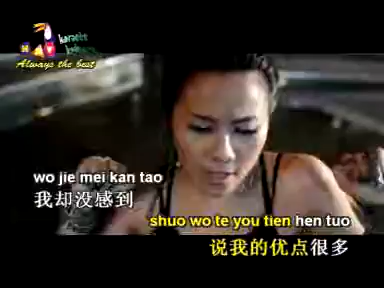 karaoke
Always the best
wo jie mei kan tao
我却没感到
shuo wo te you tien hen tuo
说我的优点很多